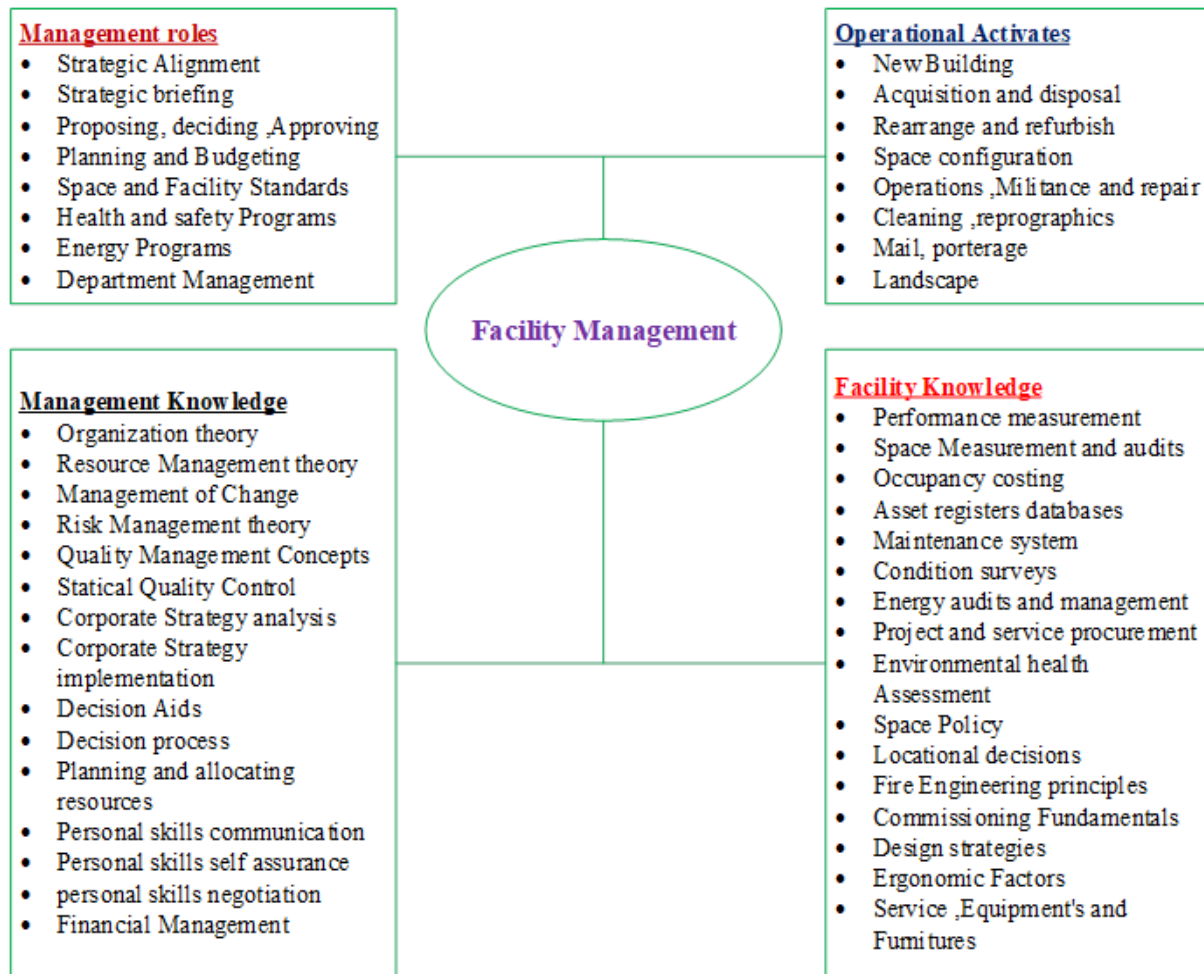 Management roles
• Strategic Alignment
• Strategic briefing
• Proposing, deciding ,Approving
• Planning and Budgeting
• Space and Facility Standards
• Health and safety Programs
• Energy Programs
• Department Management
Operational Activates
• New Building
• Acquisition and disposal
• Rearrange and refurbish
• Space configuration
• Operations ,Militance and repair
• Cleaning ,reprographics
• Mail, porterage
• Landscape
Facility Management
Management Knowledge
• Organization theory
• Resource Management theory
• Management of Change
• Risk Management theory
• Quality Management Concepts
• Statical Quality Control
• Corporate Strategy analysis
• Corporate Strategy
implementation
• Decision Aids
• Decision process
• Planning and allocating
resources
• Personal skills communication
• Personal skills self assurance
• personal skills negotiation
• Financial Management
Facility Knowledge
• Performance measurement
• Space Measurement and audits
• Occupancy costing
• Asset registers databases
• Maintenance system
• Condition surveys
• Energy audits and management
• Project and service procurement
• Environmental health
Assessment
• Space Policy
• Locational decisions
• Fire Engineering principles
• Commissioning Fundamentals
• Design strategies
• Ergonomic Factors
• Service ,Equipment's and
Furnitures